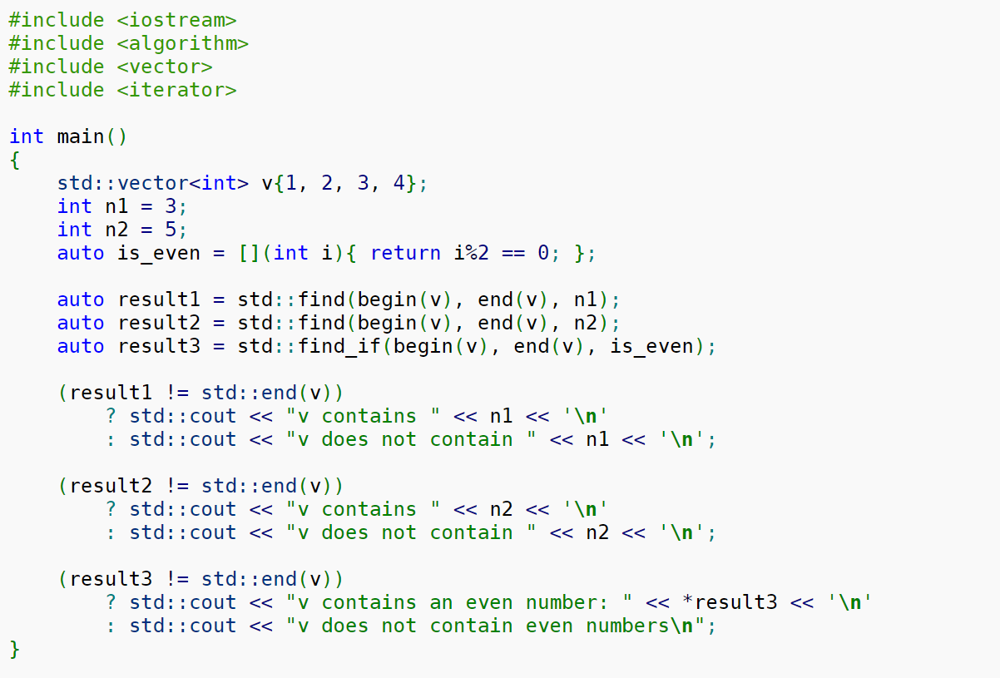 #include <iostream>
#include <algorithm>
#include <vector>
#include <iterator>

int main()
{
    std::vector<int> v{1, 2, 3, 4};
    int n1 = 3;
    int n2 = 5;
    auto is_even = [](int i){ return i%2 == 0; };

    auto result1 = std::find(begin(v), end(v), n1);
    auto result2 = std::find(begin(v), end(v), n2);
    auto result3 = std::find_if(begin(v), end(v), is_even);

    (result1 != std::end(v))
        ? std::cout << "v contains " << n1 << '\n'
        : std::cout << "v does not contain " << n1 << '\n';

    (result2 != std::end(v))
        ? std::cout << "v contains " << n2 << '\n'
        : std::cout << "v does not contain " << n2 << '\n';

    (result3 != std::end(v))
        ? std::cout << "v contains an even number: " << *result3 << '\n'
        : std::cout << "v does not contain even numbers\n";
}